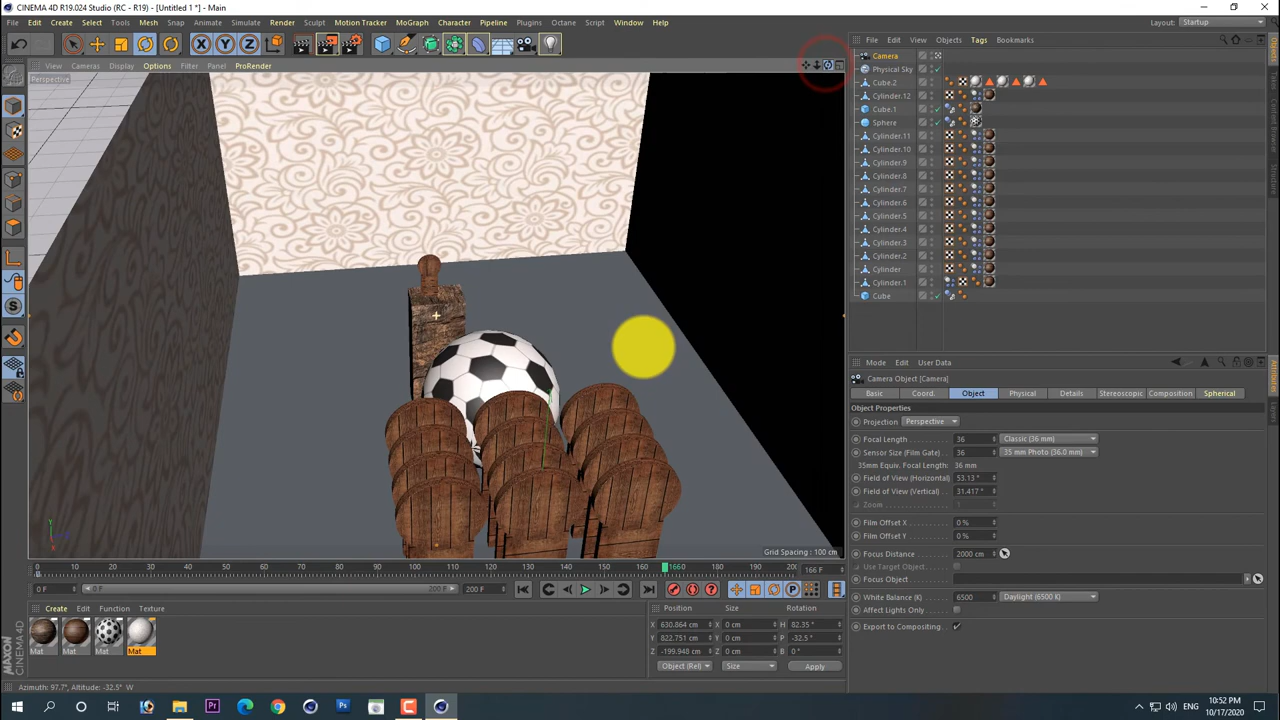 CINEMA 4D R19.024 Studio (RC - R19) - [Untitled 1 *] - Main
File Edit Create Select Tools Mesh Snap Animate Simulate Render Sculpt Motion Tracker MoGraph Character Pipeline Plugins Octane Script Window Help
Layout: Startup
X Y Z
File Edit View Objects Tags Bookmarks
View Cameras Display Options Filter Panel ProRender
Perspective
Camera
Physical Sky
Cube.2
Cylinder.12
Cube.1
Sphere
Cylinder.11
Cylinder.10
Cylinder.9
Cylinder.8
Cylinder.7
Cylinder.6
Cylinder.5
Cylinder.4
Cylinder.3
Cylinder.2
Cylinder
Cylinder.1
Cube
Mode Edit User Data
Camera Object [Camera]
Basic Coord. Object Physical Details Stereoscopic Composition Spherical
Object Properties
Projection Perspective
Focal Length 36 Classic (36 mm)
Sensor Size (Film Gate) 36 35 mm Photo (36.0 mm)
35mm Equiv. Focal Length: 36 mm
Field of View (Horizontal) 53.13 °
Field of View (Vertical) 31.417 °
Zoom 1
Film Offset X 0 %
Film Offset Y 0 %
Focus Distance 2000 cm
Use Target Object
Focus Object
White Balance (K) 6500 Daylight (6500 K)
Affect Lights Only
Export to Compositing
Grid Spacing : 100 cm
0 10 20 30 40 50 60 70 80 90 100 110 120 130 140 150 1660 170 180 190 200 166 F
0 F 0 F 200 F 200 F
Create Edit Function Texture
Mat Mat Mat Mat
Position Size Rotation
X 630.864 cm X 0 cm H 82.35 °
Y 822.751 cm Y 0 cm P -32.5 °
Z -199.948 cm Z 0 cm B 0 °
Object (Rel) Size Apply
MAXON CINEMA 4D
Azimuth: 97.7°, Altitude: -32.5° W
10:52 PM
10/17/2020